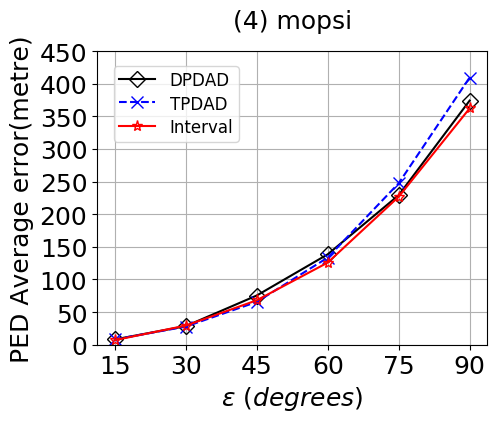 (4) mopsi
PED Average error(metre)
450
400
350
300
250
200
150
100
50
0
DPDAD
TPDAD
Interval
15 30 45 60 75 90
ε (degrees)